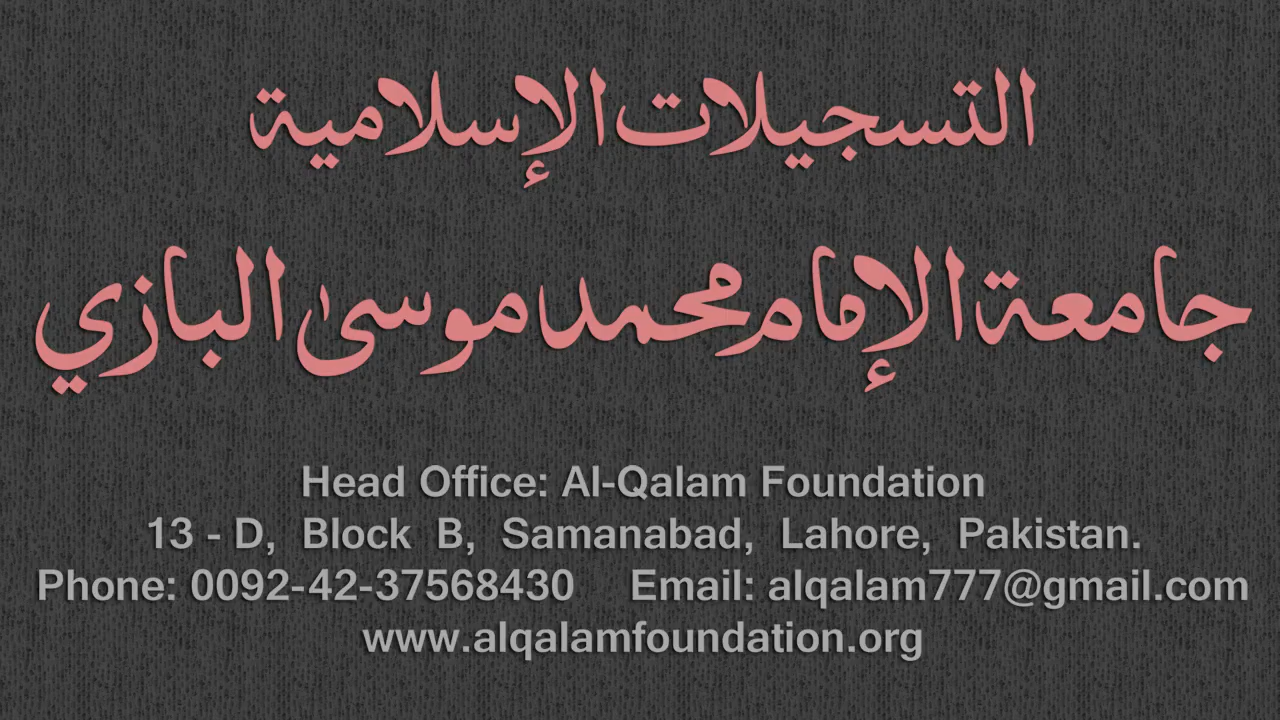 التسجيلات الإسلامية
جامعة الإمام محمد موسىٰ البازي
Head Office: Al-Qalam Foundation
13 - D, Block B, Samanabad, Lahore, Pakistan.
Phone: 0092-42-37568430 Email: alqalam777@gmail.com
www.alqalamfoundation.org